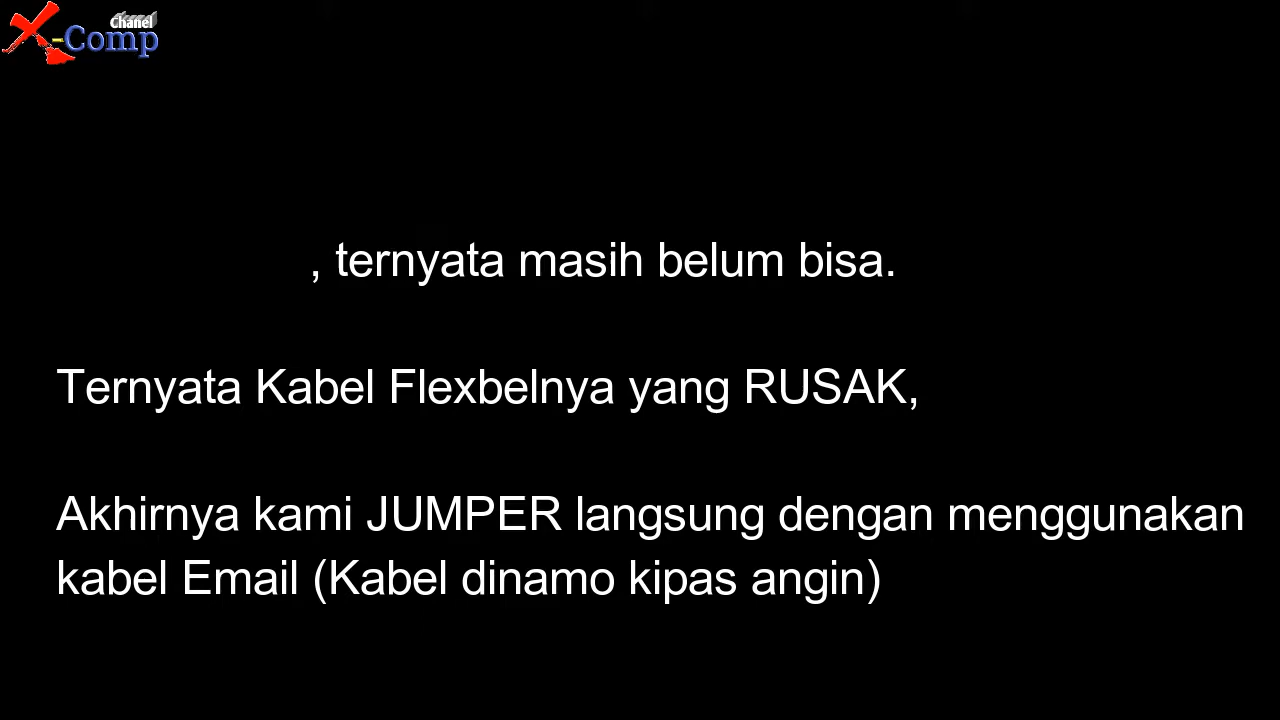 Chanel
X-Comp
, ternyata masih belum bisa.
Ternyata Kabel Flexbelnya yang RUSAK,
Akhirnya kami JUMPER langsung dengan menggunakan
kabel Email (Kabel dinamo kipas angin)